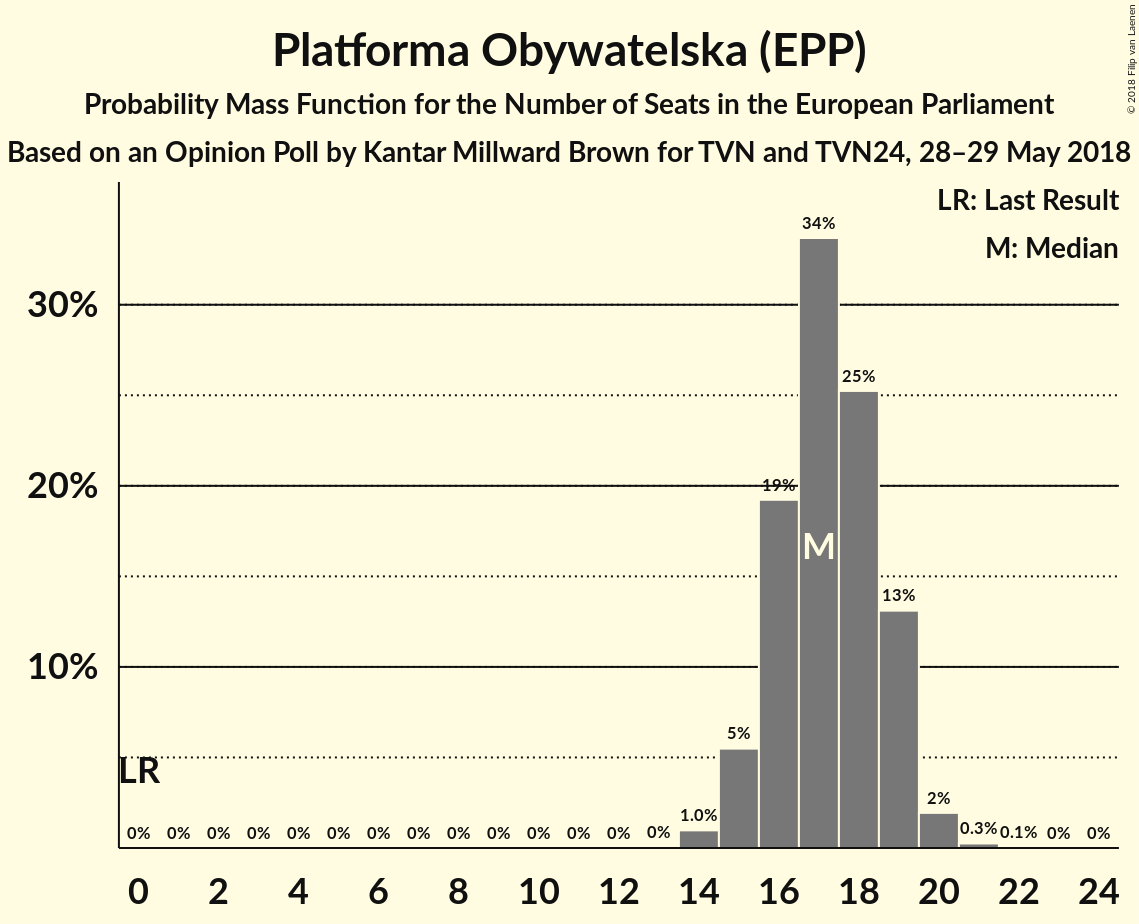 Platforma Obywatelska (EPP)
Probability Mass Function for the Number of Seats in the European Parliament
Based on an Opinion Poll by Kantar Millward Brown for TVN and TVN24, 28–29 May 2018
© 2018 Filip van Laenen
LR: Last Result
M: Median
34%
30%
25%
20%
19%
M
13%
10%
5%
LR
2%
1.0%
0% 0% 0% 0% 0% 0% 0% 0% 0% 0% 0% 0% 0% 0% 0.3% 0.1% 0% 0%
0 2 4 6 8 10 12 14 16 18 20 22 24